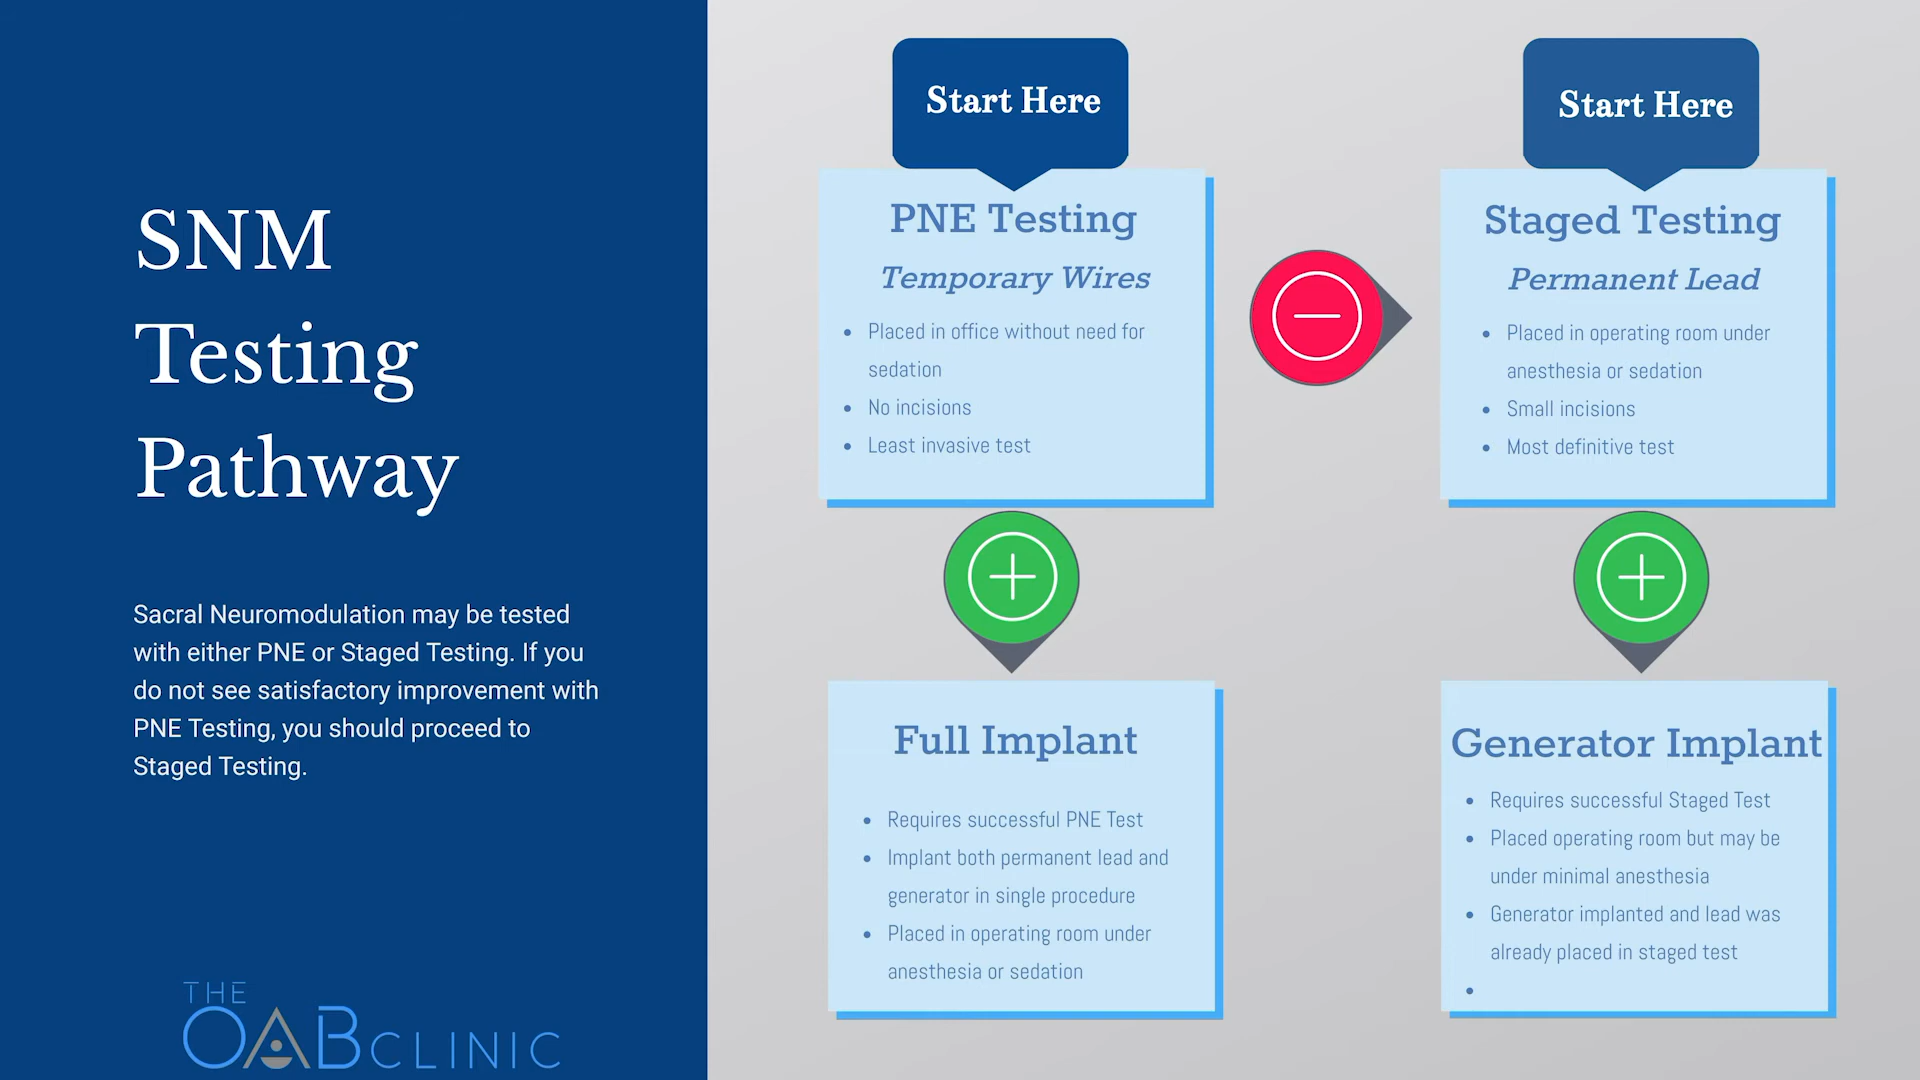 SNM
Testing
Pathway
Sacral Neuromodulation may be tested
with either PNE or Staged Testing. If you
do not see satisfactory improvement with
PNE Testing, you should proceed to
Staged Testing.
THE
OABCLINIC
Start Here
PNE Testing
Temporary Wires
• Placed in office without need for
sedation
• No incisions
• Least invasive test
Start Here
Staged Testing
Permanent Lead
• Placed in operating room under
anesthesia or sedation
• Small incisions
• Most definitive test
Full Implant
• Requires successful PNE Test
• Implant both permanent lead and
generator in single procedure
• Placed in operating room under
anesthesia or sedation
Generator Implant
• Requires successful Staged Test
• Placed operating room but may be
under minimal anesthesia
• Generator implanted and lead was
already placed in staged test
•